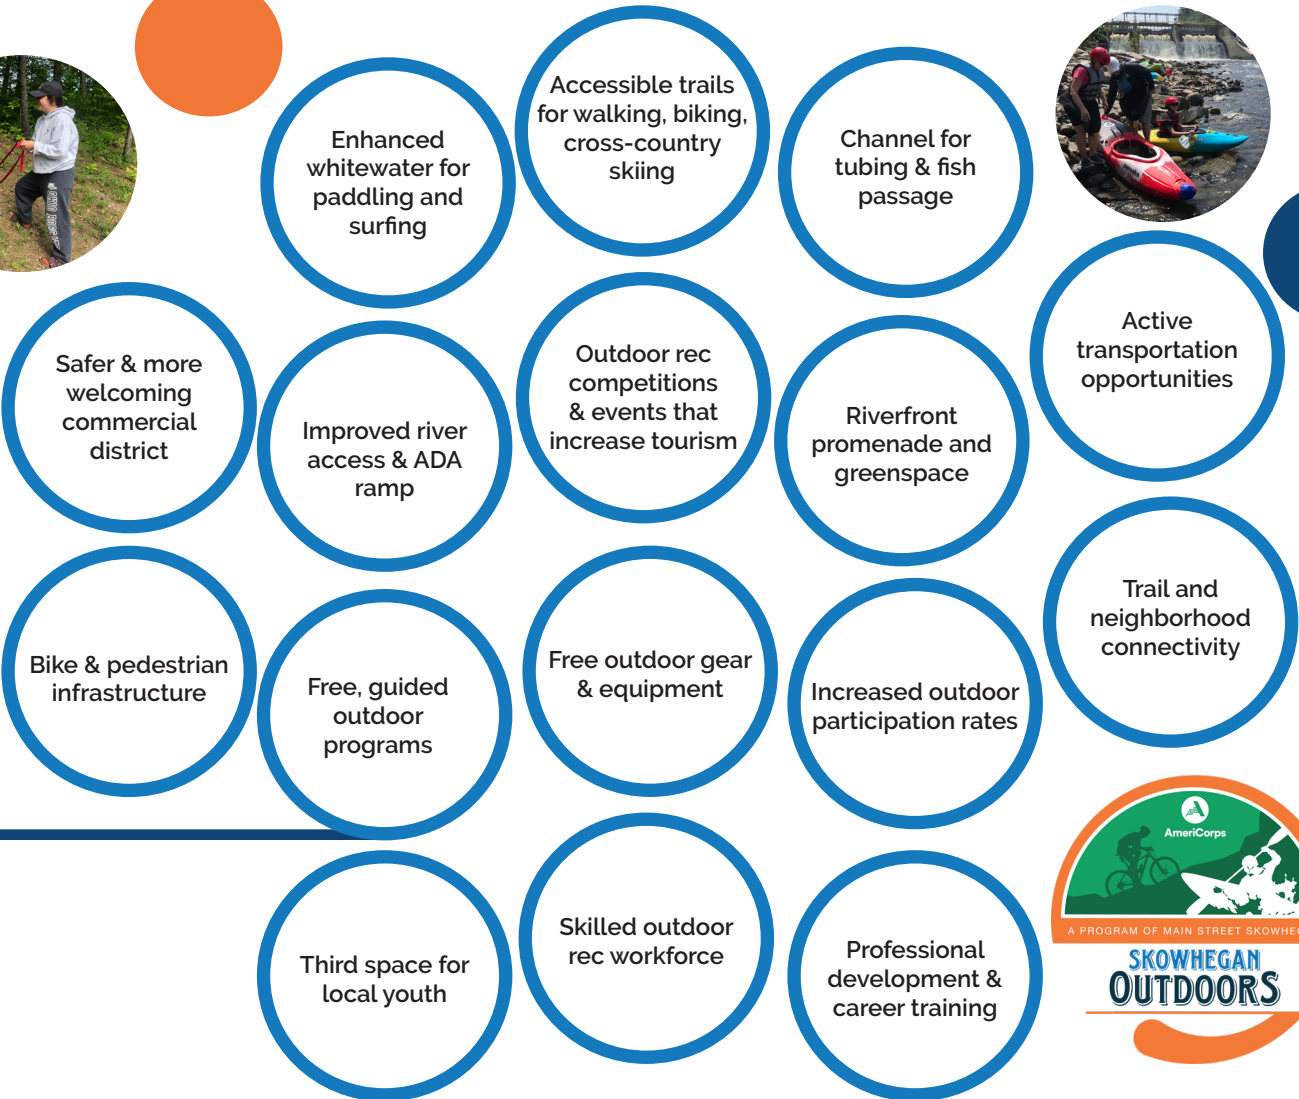 Enhanced
whitewater for
paddling and
surfing
Accessible trails
for walking, biking,
cross-country
skiing
Channel for
tubing & fish
passage
Safer & more
welcoming
commercial
district
Improved river
access & ADA
ramp
Outdoor rec
competitions
& events that
increase tourism
Riverfront
promenade and
greenspace
Active
transportation
opportunities
Bike & pedestrian
infrastructure
Free, guided
outdoor
programs
Free outdoor gear
& equipment
Increased outdoor
participation rates
Trail and
neighborhood
connectivity
Third space for
local youth
Skilled outdoor
rec workforce
Professional
development &
career training
AmeriCorps
A PROGRAM OF MAIN STREET SKOWHEG
SKOWHEGAN
OUTDOORS